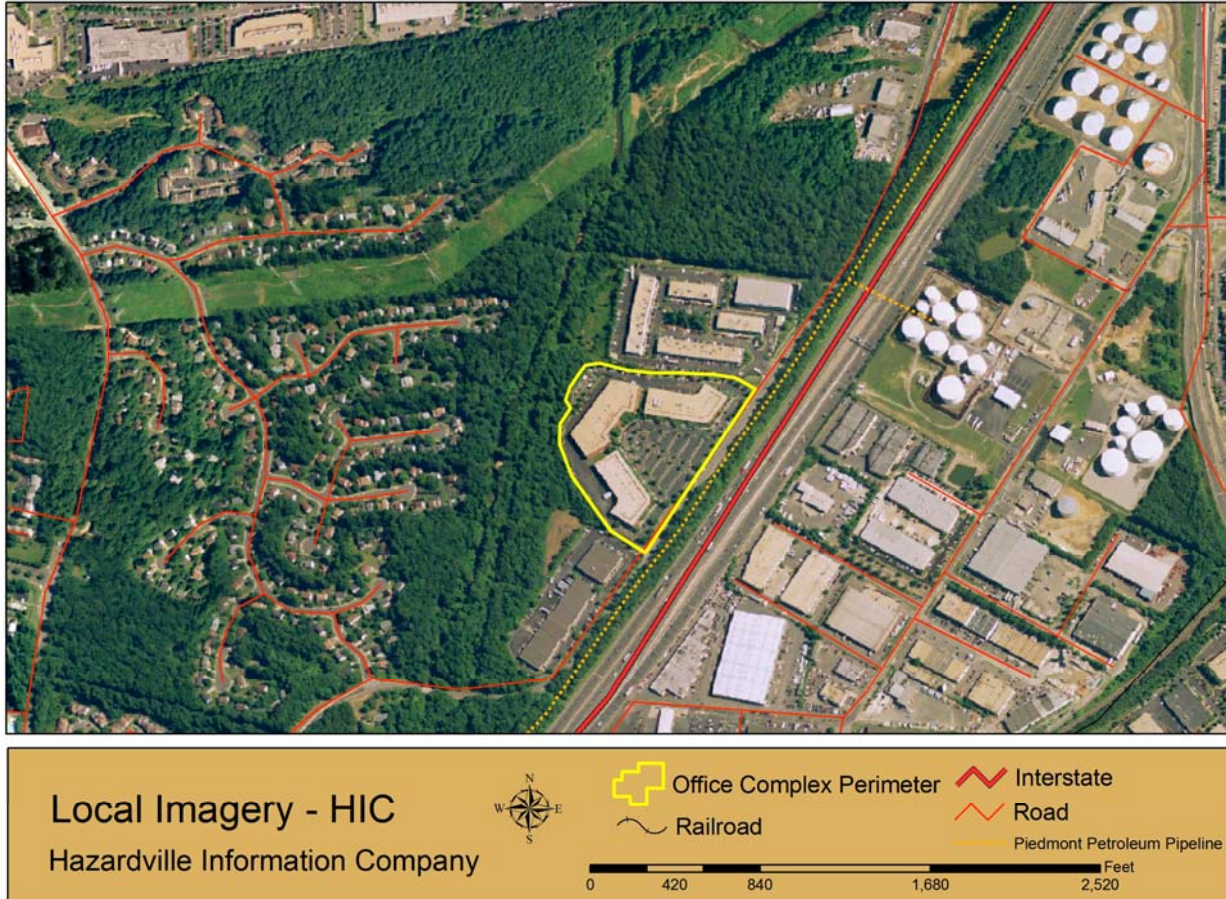 Local Imagery - HIC
Hazardville Information Company
N
W E
S
Office Complex Perimeter
Railroad
Interstate
Road
Piedmont Petroleum Pipeline
Feet
0 420 840 1,680 2,520